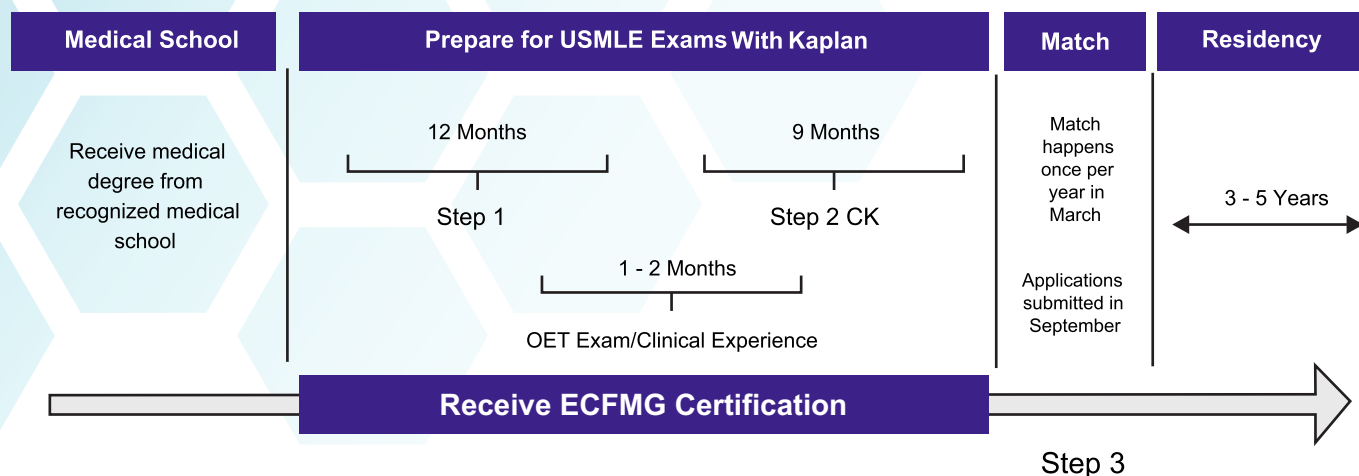 Medical School
Prepare for USMLE Exams With Kaplan
Match
Residency
Receive medical
degree from
recognized medical
school
12 Months
Step 1
9 Months
Step 2 CK
1 - 2 Months
OET Exam/Clinical Experience
Match
happens
once per
year in
March
Applications
submitted in
September
3 - 5 Years
Receive ECFMG Certification
Step 3